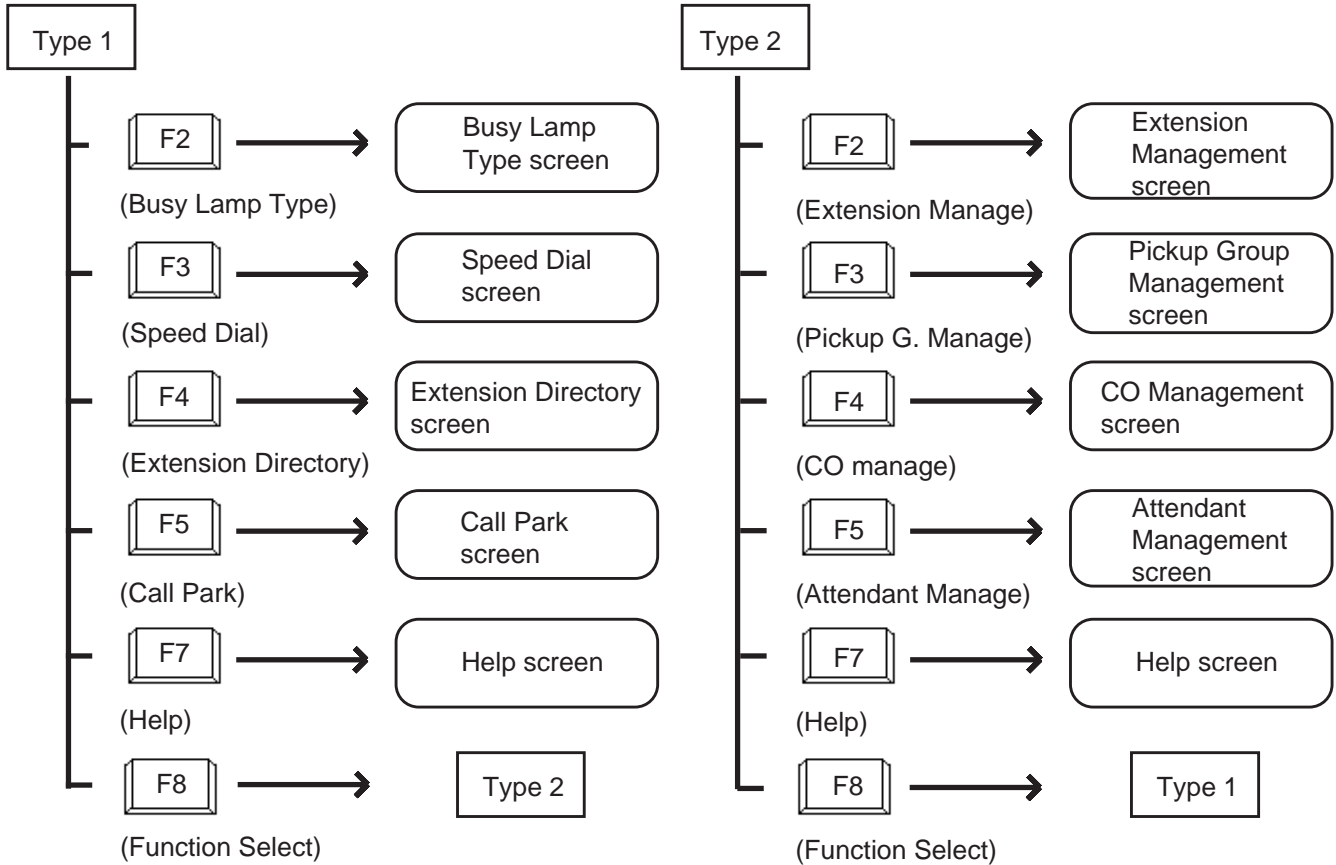 Type 1
F2
Busy Lamp
Type screen
(Busy Lamp Type)
F3
Speed Dial
screen
(Speed Dial)
F4
Extension Directory
screen
(Extension Directory)
F5
Call Park
screen
(Call Park)
F7
Help screen
(Help)
F8
Type 2
(Function Select)
Type 2
F2
Extension
Management
screen
(Extension Manage)
F3
Pickup Group
Management
screen
(Pickup G. Manage)
F4
CO Management
screen
(CO manage)
F5
Attendant
Management
screen
(Attendant Manage)
F7
Help screen
(Help)
F8
Type 1
(Function Select)